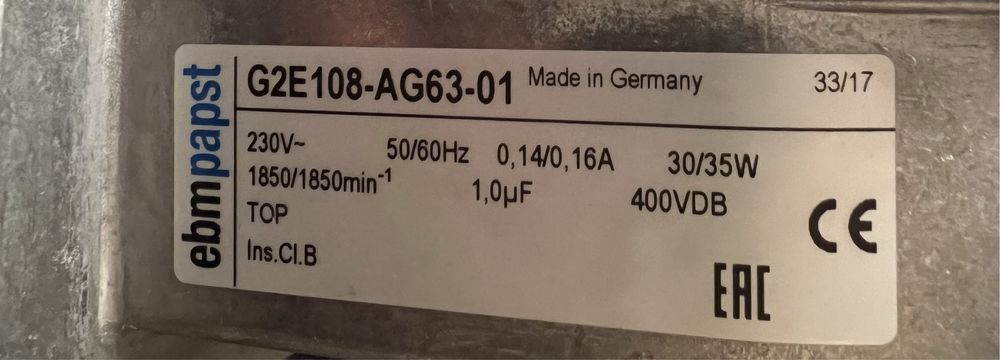 ebmpapst
G2E108-AG63-01 Made in Germany 33/17
230V~ 50/60Hz 0,14/0,16A 30/35W
1850/1850min⁻¹ 1,0µF 400VDB
TOP
Ins.Cl.B
CE
EAC